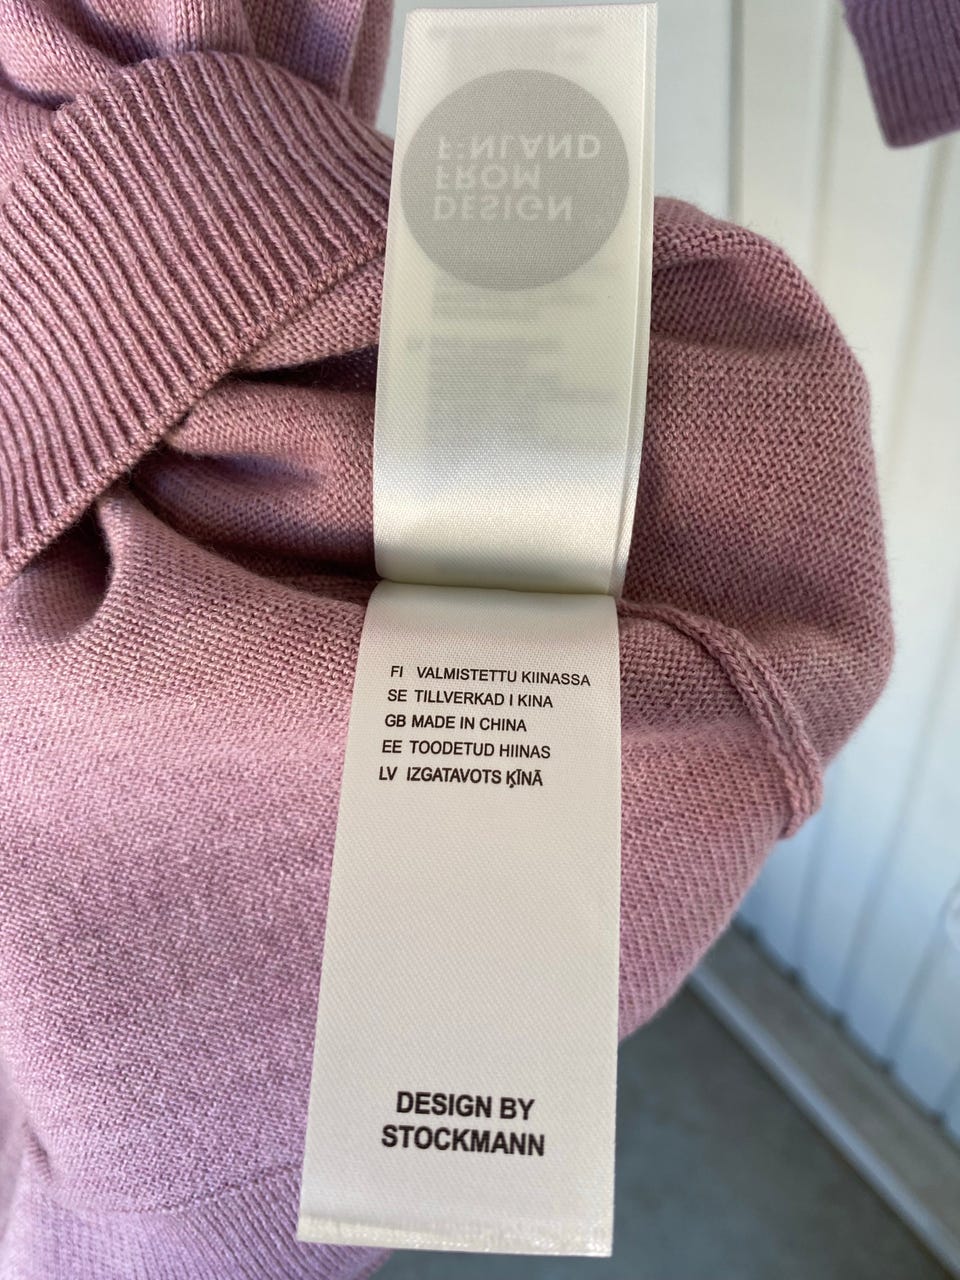 DESIGN
FROM
FINLAND
FI VALMISTETTU KIINASSA
SE TILLVERKAD I KINA
GB MADE IN CHINA
EE TOODETUD HIINAS
LV IZGATAVOTS ĶĪNĀ
DESIGN BY
STOCKMANN